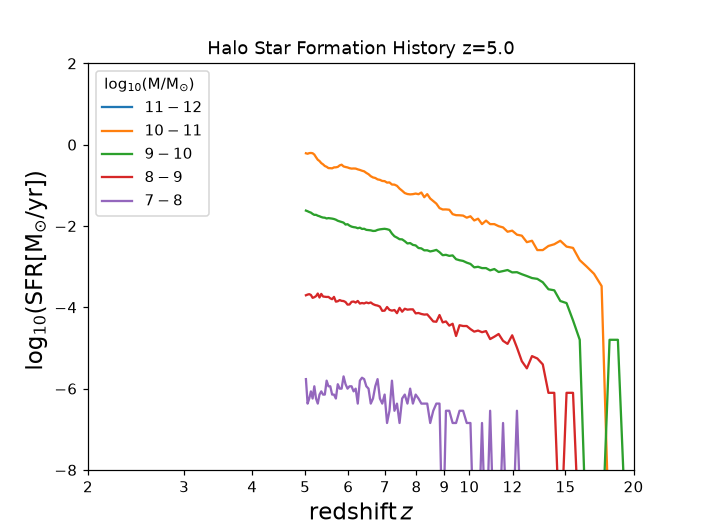 Halo Star Formation History z=5.0
log₁₀(M/M⊙)
11 − 12
10 − 11
9 − 10
8 − 9
7 − 8
log₁₀(SFR[M⊙/yr])
2
0
−2
−4
−6
−8
2 3 4 5 6 7 8 9 10 12 15 20
redshift z